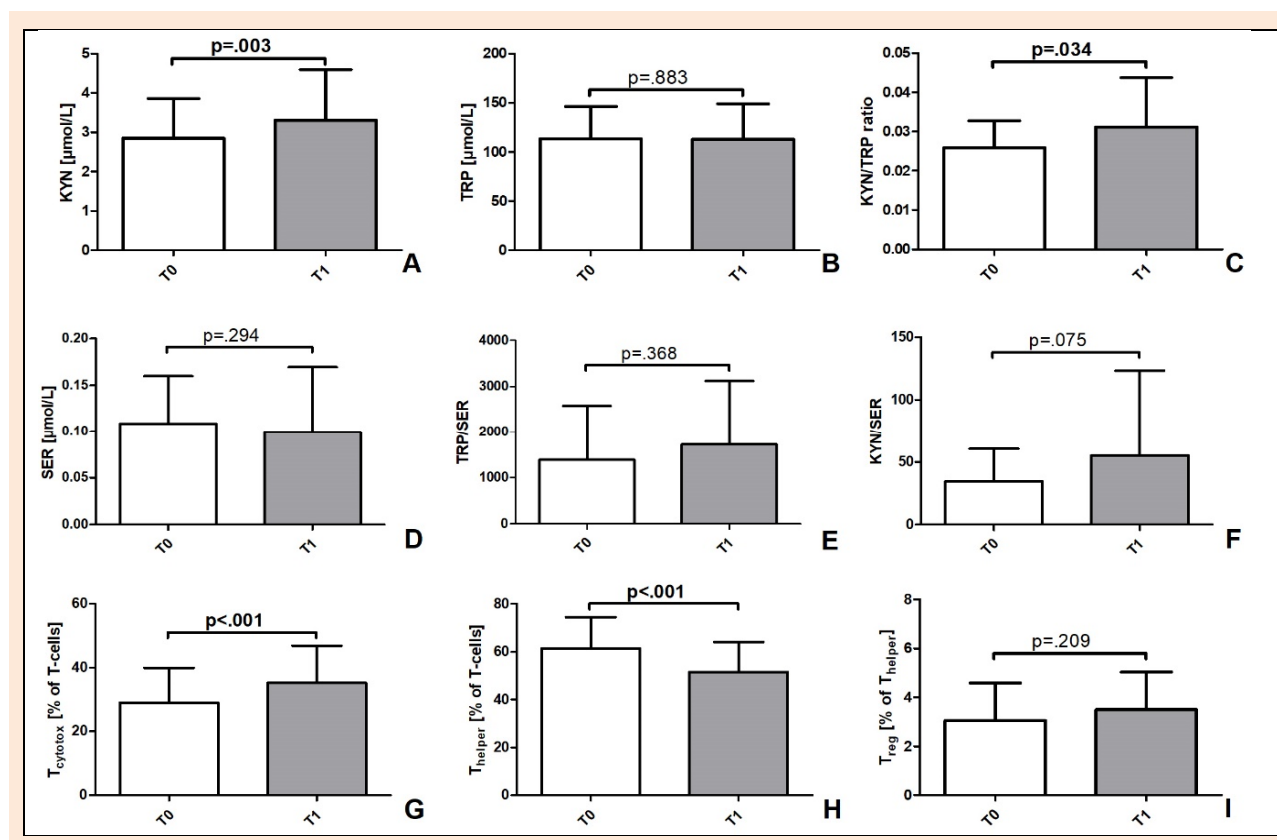 p=.003
KYN [µmol/L]
5
4
3
2
1
0
T0
T1
A
p=.883
TRP [µmol/L]
200
150
100
50
0
T0
T1
B
p=.034
KYN/TRP ratio
0.05
0.04
0.03
0.02
0.01
0.00
T0
T1
C
p=.294
SER [µmol/L]
0.20
0.15
0.10
0.05
0.00
T0
T1
D
p=.368
TRP/SER
4000
3000
2000
1000
0
T0
T1
E
p=.075
KYN/SER
150
100
50
0
T0
T1
F
p<.001
Tcytotox [% of T-cells]
60
40
20
0
T0
T1
G
p<.001
Thelper [% of T-cells]
80
60
40
20
0
T0
T1
H
p=.209
Treg [% of Thelper]
8
6
4
2
0
T0
T1
I